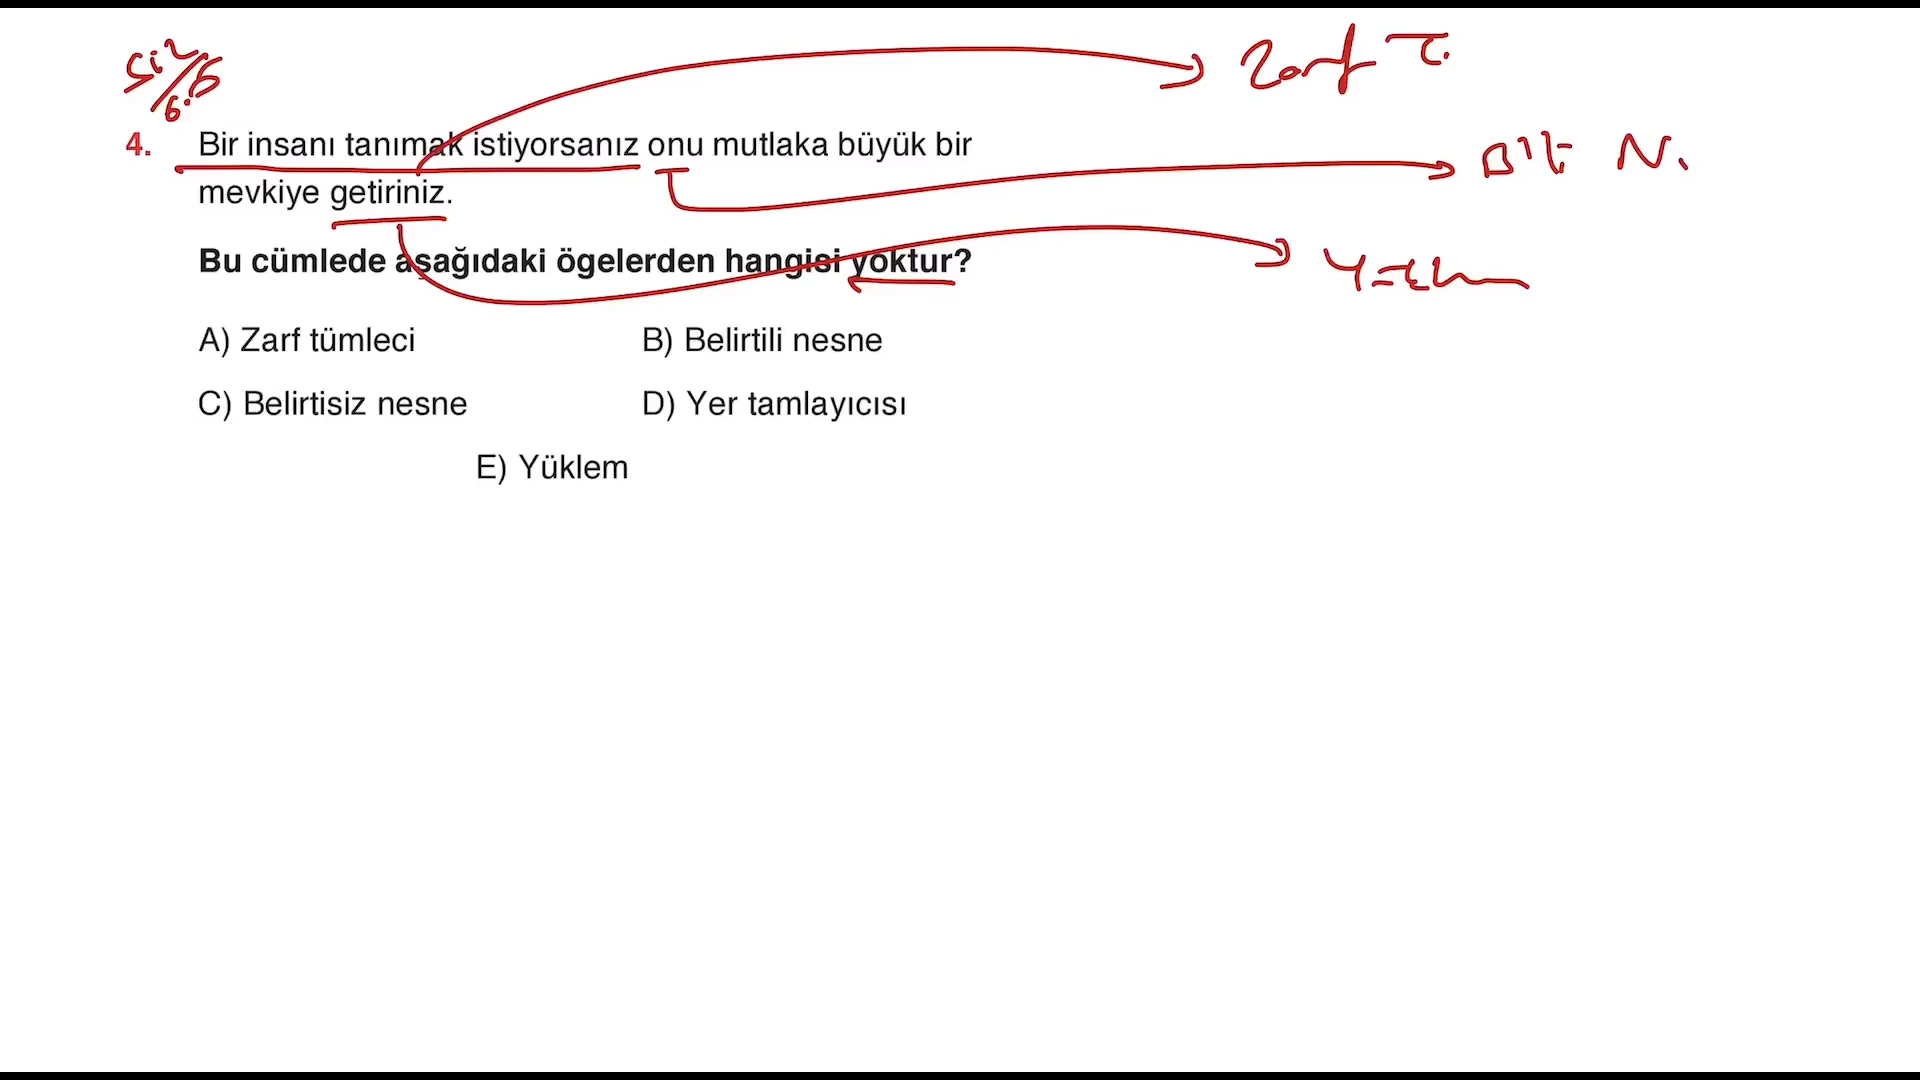 Zarf T.
4. Bir insanı tanımak istiyorsanız onu mutlaka büyük bir
mevkiye getiriniz.
Bu cümlede aşağıdaki ögelerden hangisi yoktur?
A) Zarf tümleci
B) Belirtili nesne
C) Belirtisiz nesne
D) Yer tamlayıcısı
E) Yüklem
N.